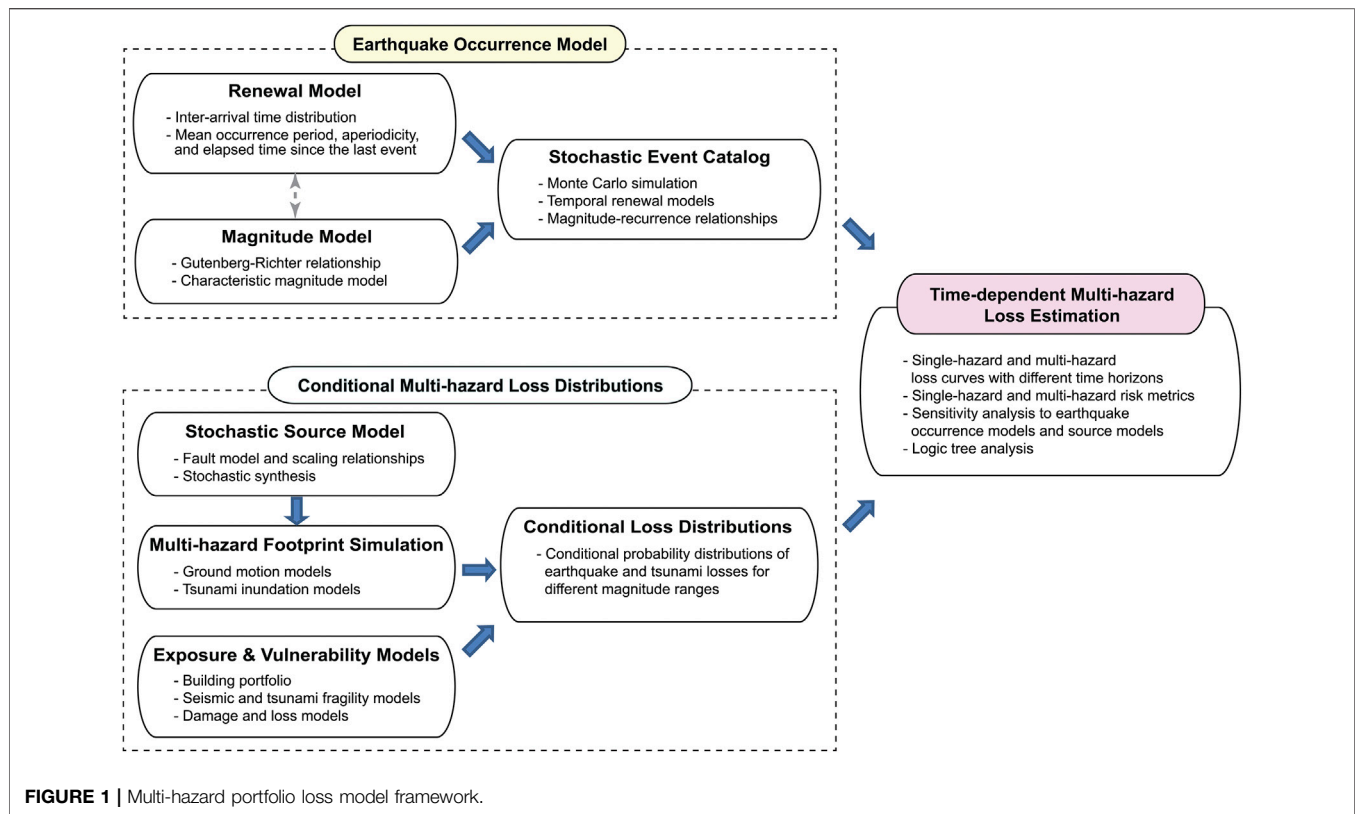 Earthquake Occurrence Model
Renewal Model
- Inter-arrival time distribution
- Mean occurrence period, aperiodicity,
and elapsed time since the last event
Magnitude Model
- Gutenberg-Richter relationship
- Characteristic magnitude model
Stochastic Event Catalog
- Monte Carlo simulation
- Temporal renewal models
- Magnitude-recurrence relationships
Conditional Multi-hazard Loss Distributions
Stochastic Source Model
- Fault model and scaling relationships
- Stochastic synthesis
Multi-hazard Footprint Simulation
- Ground motion models
- Tsunami inundation models
Exposure & Vulnerability Models
- Building portfolio
- Seismic and tsunami fragility models
- Damage and loss models
Conditional Loss Distributions
- Conditional probability distributions of
earthquake and tsunami losses for
different magnitude ranges
Time-dependent Multi-hazard
Loss Estimation
- Single-hazard and multi-hazard
loss curves with different time horizons
- Single-hazard and multi-hazard risk metrics
- Sensitivity analysis to earthquake
occurrence models and source models
- Logic tree analysis
FIGURE 1 | Multi-hazard portfolio loss model framework.